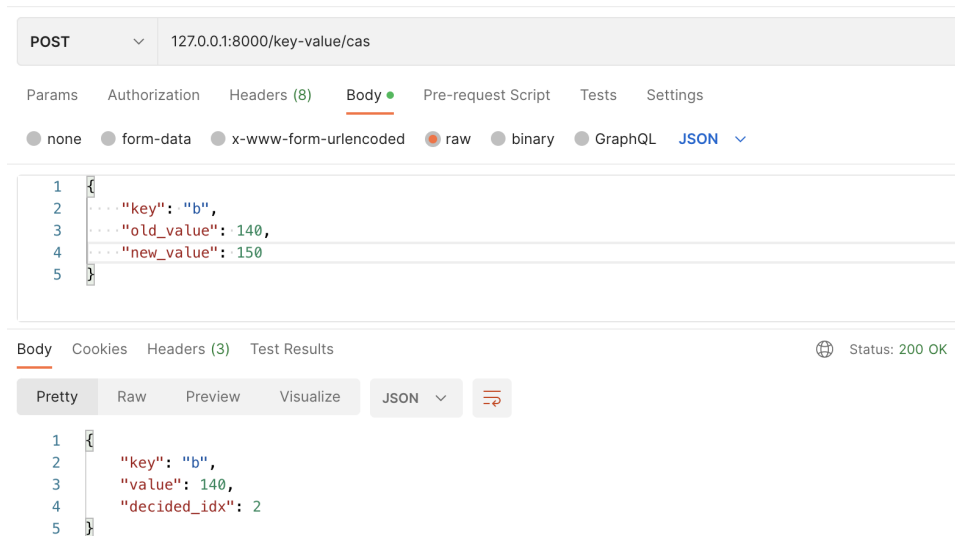 POST 127.0.0.1:8000/key-value/cas
Params Authorization Headers (8) Body Pre-request Script Tests Settings
none form-data x-www-form-urlencoded raw binary GraphQL JSON
1 {
2 "key": "b",
3 "old_value": 140,
4 "new_value": 150
5 }
Body Cookies Headers (3) Test Results Status: 200 OK
Pretty Raw Preview Visualize JSON
1 {
2 "key": "b",
3 "value": 140,
4 "decided_idx": 2
5 }